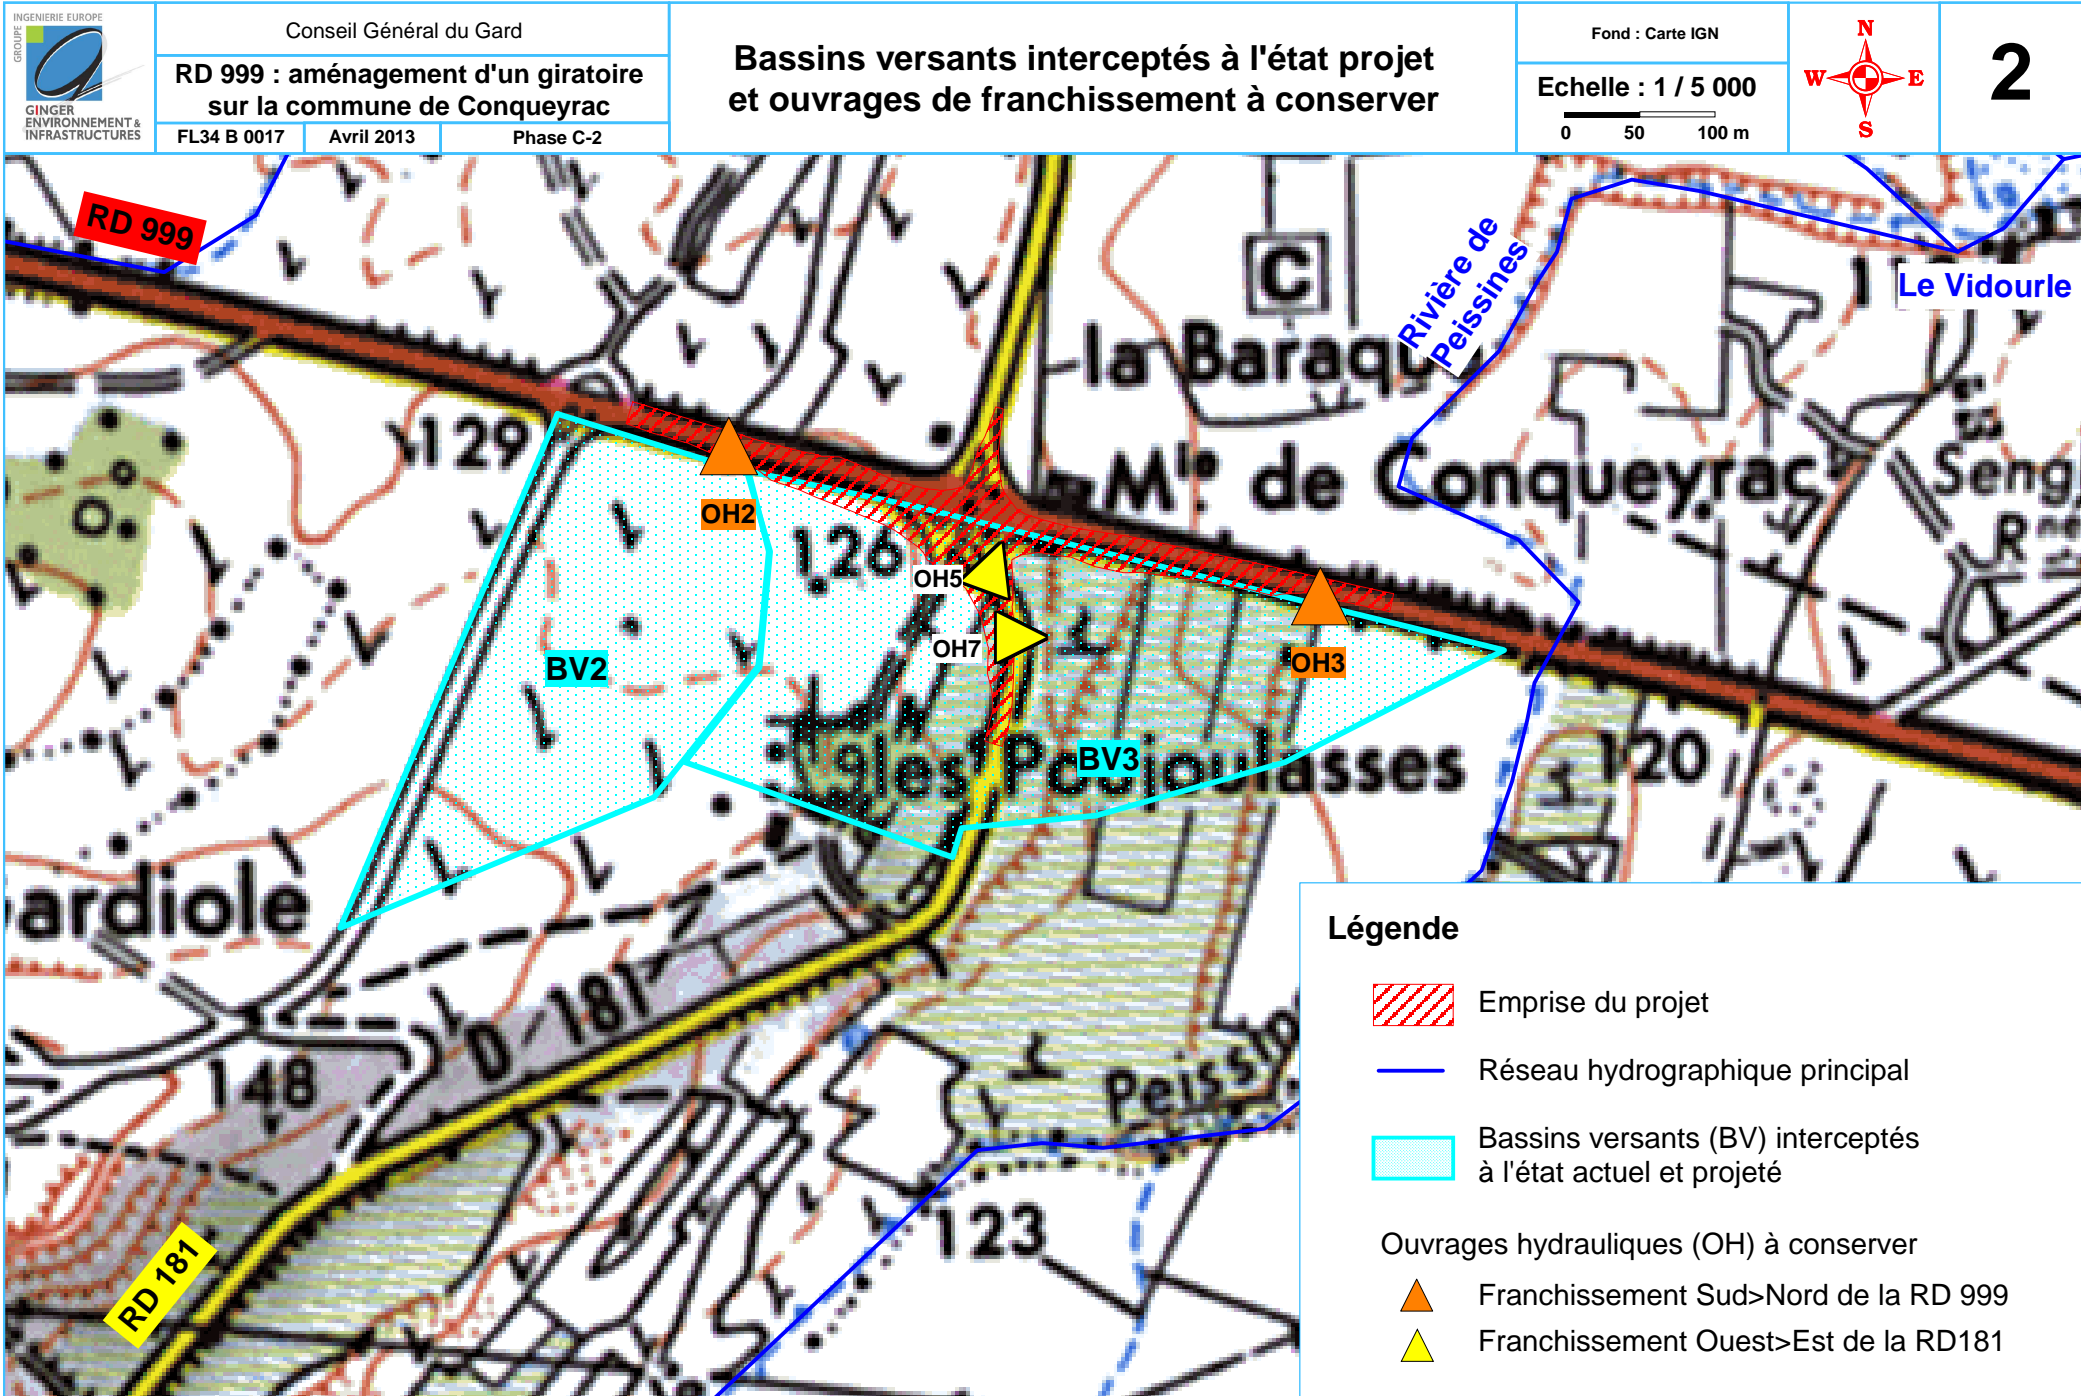 GROUPE
INGENIERIE EUROPE
GINGER
ENVIRONNEMENT &
INFRASTRUCTURES
Conseil Général du Gard
RD 999 : aménagement d'un giratoire
sur la commune de Conqueyrac
FL34 B 0017
Avril 2013
Phase C-2
Bassins versants interceptés à l'état projet
et ouvrages de franchissement à conserver
Fond : Carte IGN
Echelle : 1 / 5 000
0 50 100 m
N
W E
S
2
RD 999
Rivière de
Peissines
Le Vidourle
C
la Baraque
129
Mie de Conqueyrac
Seng
Rne
OH2
126
OH5
OH7
OH3
BV2
BV3
les Poujoulasses
120
ardiole
D 181
148
Peissin
123
RD 181
Légende
Emprise du projet
Réseau hydrographique principal
Bassins versants (BV) interceptés
à l'état actuel et projeté
Ouvrages hydrauliques (OH) à conserver
Franchissement Sud>Nord de la RD 999
Franchissement Ouest>Est de la RD181